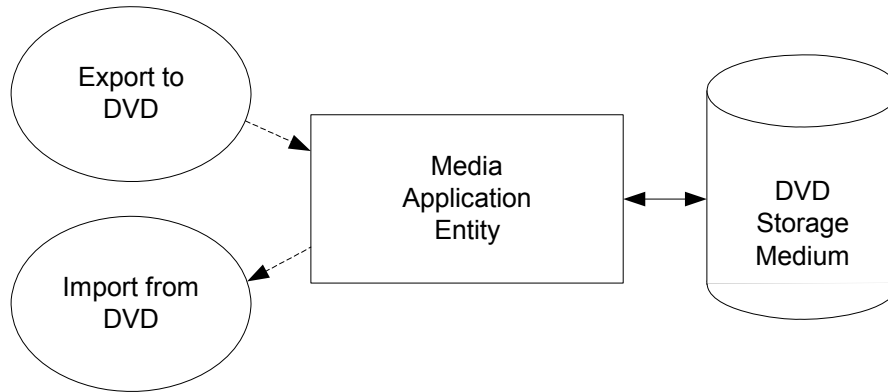 Export to
DVD
Import from
DVD
Media
Application
Entity
DVD
Storage
Medium